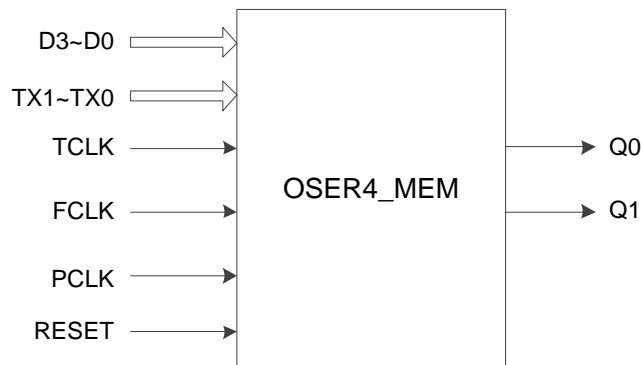 D3~D0
TX1~TX0
TCLK
FCLK
PCLK
RESET
OSER4_MEM
Q0
Q1